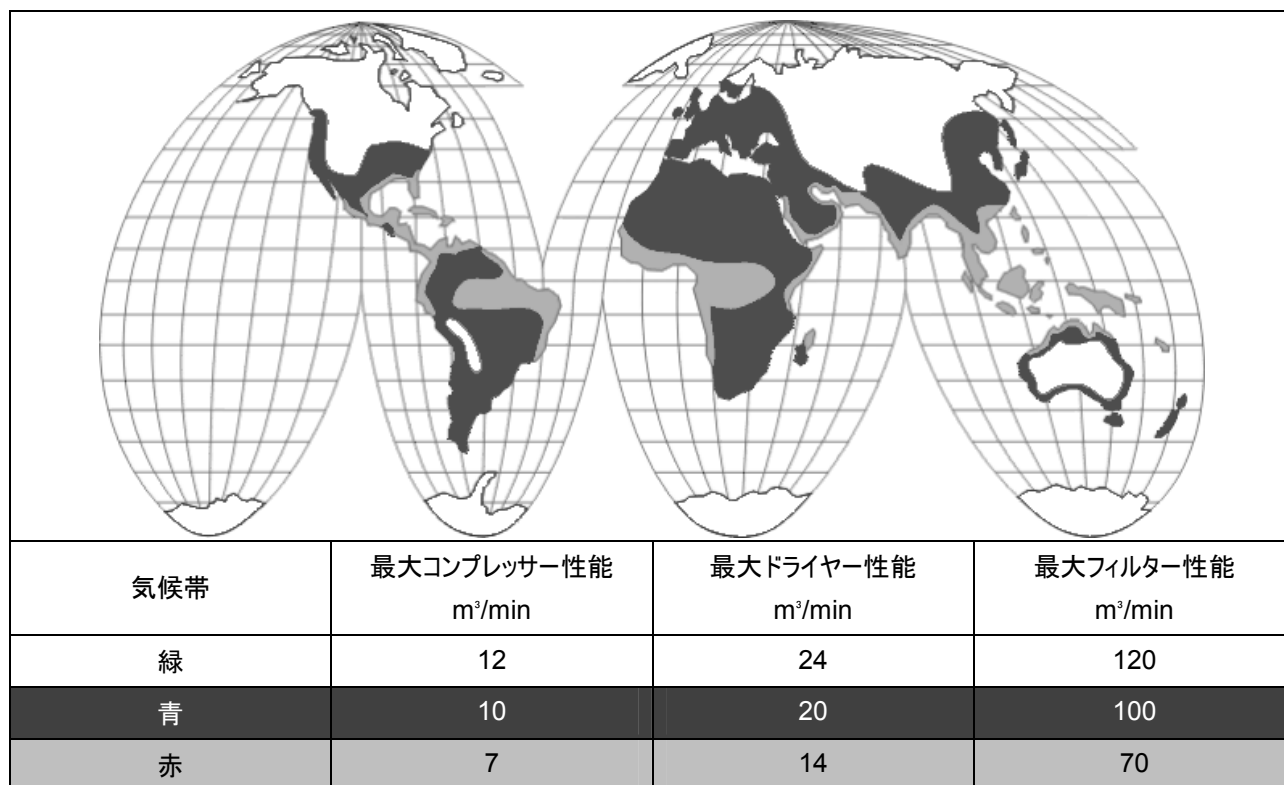 気候帯 最大コンプレッサー性能 m³/min 最大ドライヤー性能 m³/min 最大フィルター性能 m³/min
緑 12 24 120
青 10 20 100
赤 7 14 70